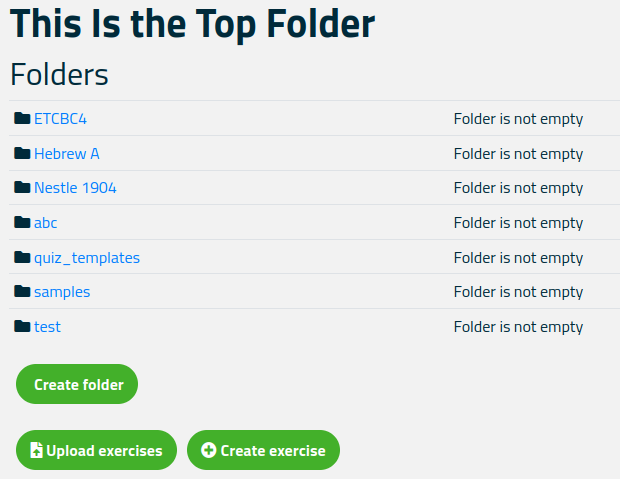 This Is the Top Folder
Folders
ETCBC4 Folder is not empty
Hebrew A Folder is not empty
Nestle 1904 Folder is not empty
abc Folder is not empty
quiz_templates Folder is not empty
samples Folder is not empty
test Folder is not empty
Create folder
Upload exercises Create exercise